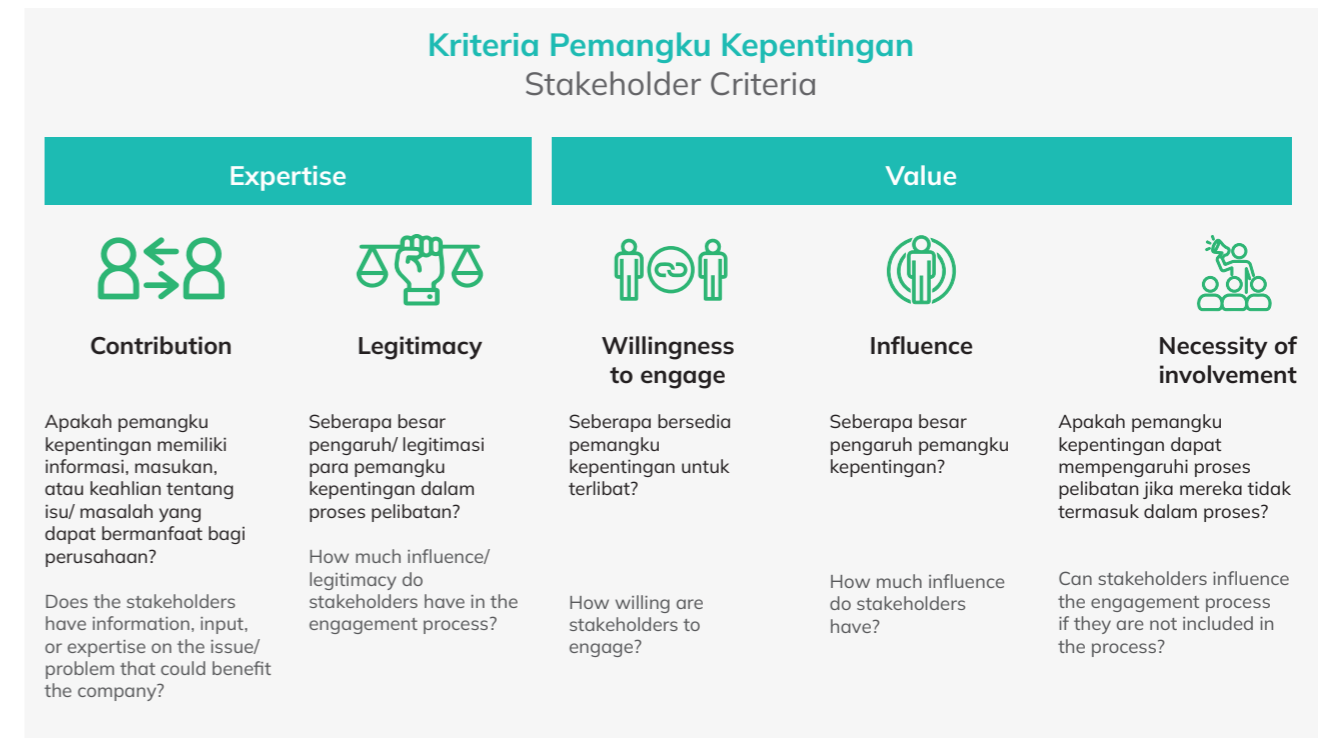 Kriteria Pemangku Kepentingan
Stakeholder Criteria
Expertise
Value
Contribution
Apakah pemangku
kepentingan memiliki
informasi, masukan,
atau keahlian tentang
isu/ masalah yang
dapat bermanfaat bagi
perusahaan?
Does the stakeholders
have information, input,
or expertise on the issue/
problem that could benefit
the company?
Legitimacy
Seberapa besar
pengaruh/ legitimasi
para pemangku
kepentingan dalam
proses pelibatan?
How much influence/
legitimacy do
stakeholders have in the
engagement process?
Willingness
to engage
Seberapa bersedia
pemangku
kepentingan untuk
terlibat?
How willing are
stakeholders to
engage?
Influence
Seberapa besar
pengaruh pemangku
kepentingan?
How much influence
do stakeholders
have?
Necessity of
involvement
Apakah pemangku
kepentingan dapat
mempengaruhi proses
pelibatan jika mereka tidak
termasuk dalam proses?
Can stakeholders influence
the engagement process
if they are not included in
the process?